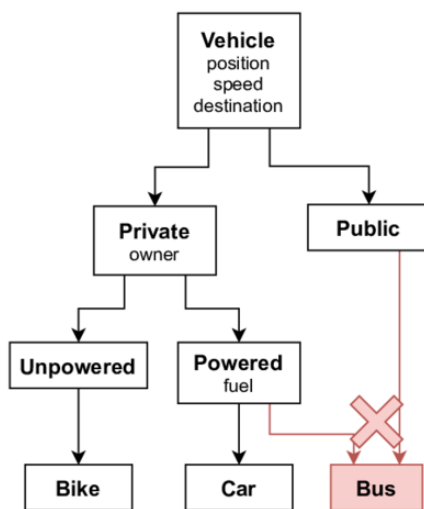 Vehicle
position
speed
destination
Private
owner
Public
Unpowered
Powered
fuel
Bike
Car
Bus